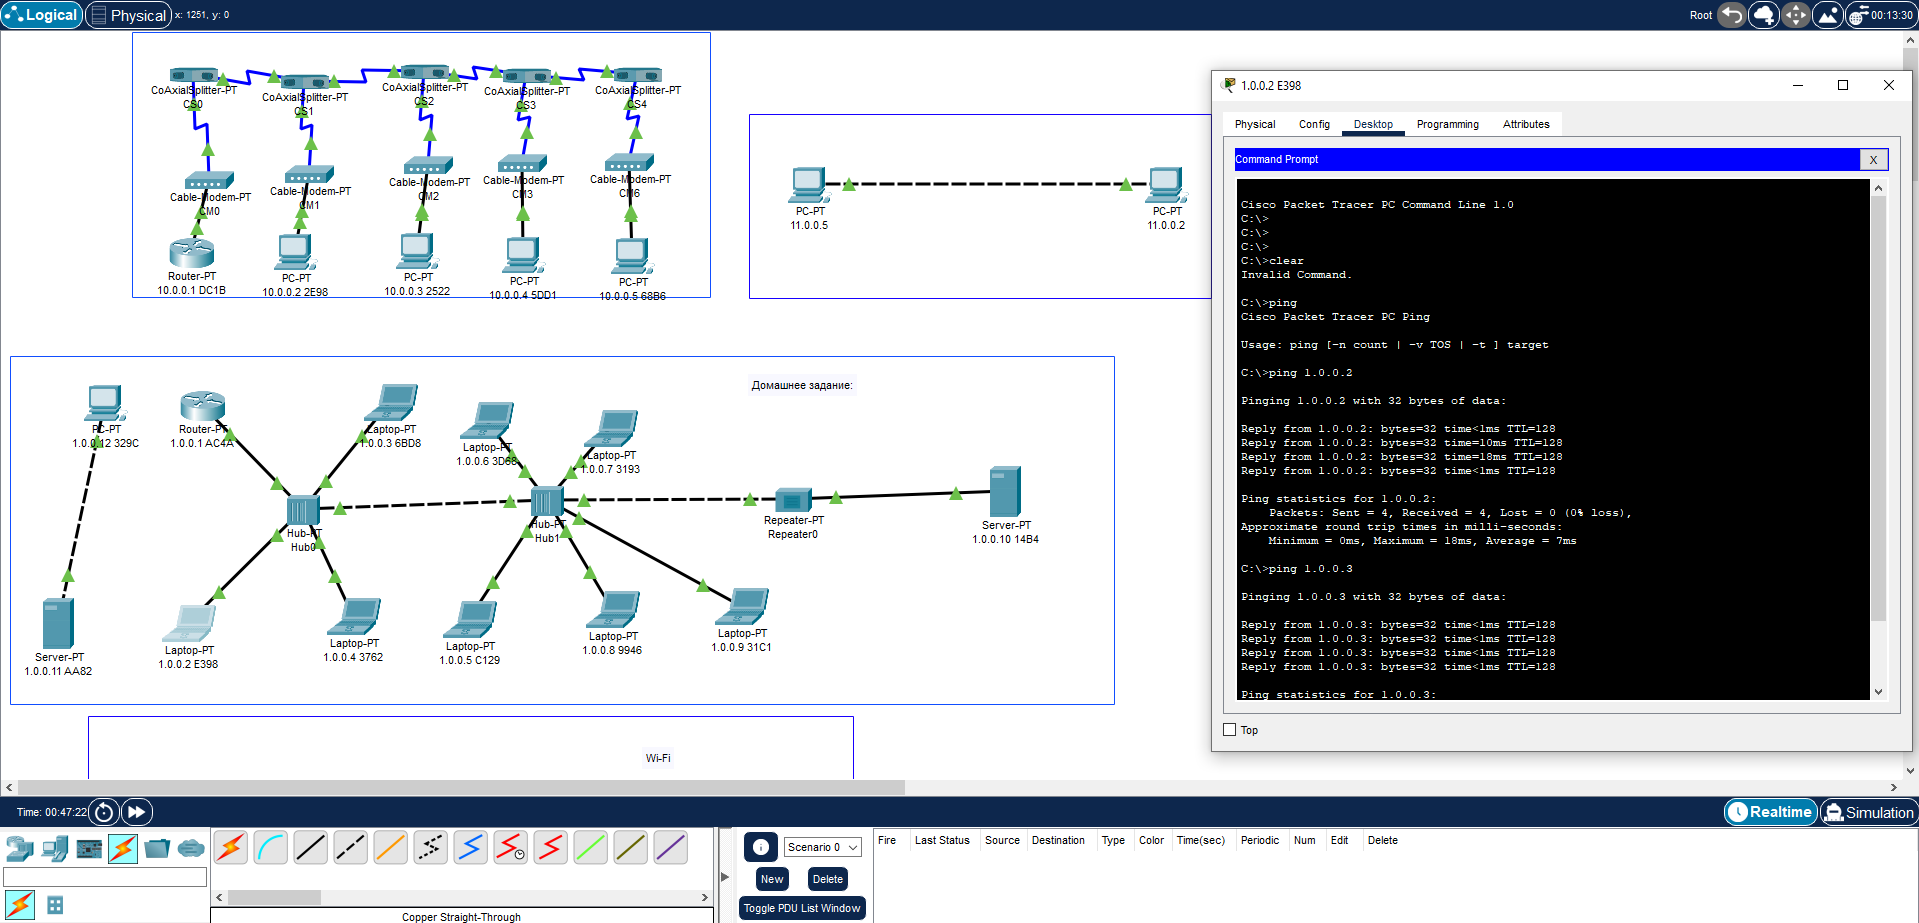 Logical
Physical
x: 1251, y: 0
Root
00:13:30
CoAxialSplitter-PT
CS0
CoAxialSplitter-PT
CS1
CoAxialSplitter-PT
CS2
CoAxialSplitter-PT
CS3
CoAxialSplitter-PT
CS4
Cable-Modem-PT
CM0
Cable-Modem-PT
CM1
Cable-Modem-PT
CM2
Cable-Modem-PT
CM3
Cable-Modem-PT
CM6
Router-PT
10.0.0.1 DC1B
PC-PT
10.0.0.2 2E98
PC-PT
10.0.0.3 2522
PC-PT
10.0.0.4 5DD1
PC-PT
10.0.0.5 68B6
PC-PT
11.0.0.5
PC-PT
11.0.0.2
Домашнее задание:
PC-PT
1.0.0.12 329C
Router-PT
1.0.0.1 AC4A
Laptop-PT
1.0.0.3 6BD8
Laptop-PT
1.0.0.6 3D68
Laptop-PT
1.0.0.7 3193
Hub-PT
Hub0
Hub-PT
Hub1
Repeater-PT
Repeater0
Server-PT
1.0.0.10 14B4
Server-PT
1.0.0.11 AA82
Laptop-PT
1.0.0.2 E398
Laptop-PT
1.0.0.4 3762
Laptop-PT
1.0.0.5 C129
Laptop-PT
1.0.0.8 9946
Laptop-PT
1.0.0.9 31C1
Wi-Fi
1.0.0.2 E398
Physical Config Desktop Programming Attributes
Command Prompt
X
Cisco Packet Tracer PC Command Line 1.0
C:\>
C:\>
C:\>
C:\>clear
Invalid Command.
C:\>ping
Cisco Packet Tracer PC Ping
Usage: ping [-n count | -v TOS | -t ] target
C:\>ping 1.0.0.2
Pinging 1.0.0.2 with 32 bytes of data:
Reply from 1.0.0.2: bytes=32 time<1ms TTL=128
Reply from 1.0.0.2: bytes=32 time=10ms TTL=128
Reply from 1.0.0.2: bytes=32 time=18ms TTL=128
Reply from 1.0.0.2: bytes=32 time<1ms TTL=128
Ping statistics for 1.0.0.2:
Packets: Sent = 4, Received = 4, Lost = 0 (0% loss),
Approximate round trip times in milli-seconds:
Minimum = 0ms, Maximum = 18ms, Average = 7ms
C:\>ping 1.0.0.3
Pinging 1.0.0.3 with 32 bytes of data:
Reply from 1.0.0.3: bytes=32 time<1ms TTL=128
Reply from 1.0.0.3: bytes=32 time<1ms TTL=128
Reply from 1.0.0.3: bytes=32 time<1ms TTL=128
Reply from 1.0.0.3: bytes=32 time<1ms TTL=128
Ping statistics for 1.0.0.3:
Top
Time: 00:47:22
Realtime
Simulation
Scenario 0
New
Delete
Toggle PDU List Window
Fire Last Status Source Destination Type Color Time(sec) Periodic Num Edit Delete
Copper Straight-Through